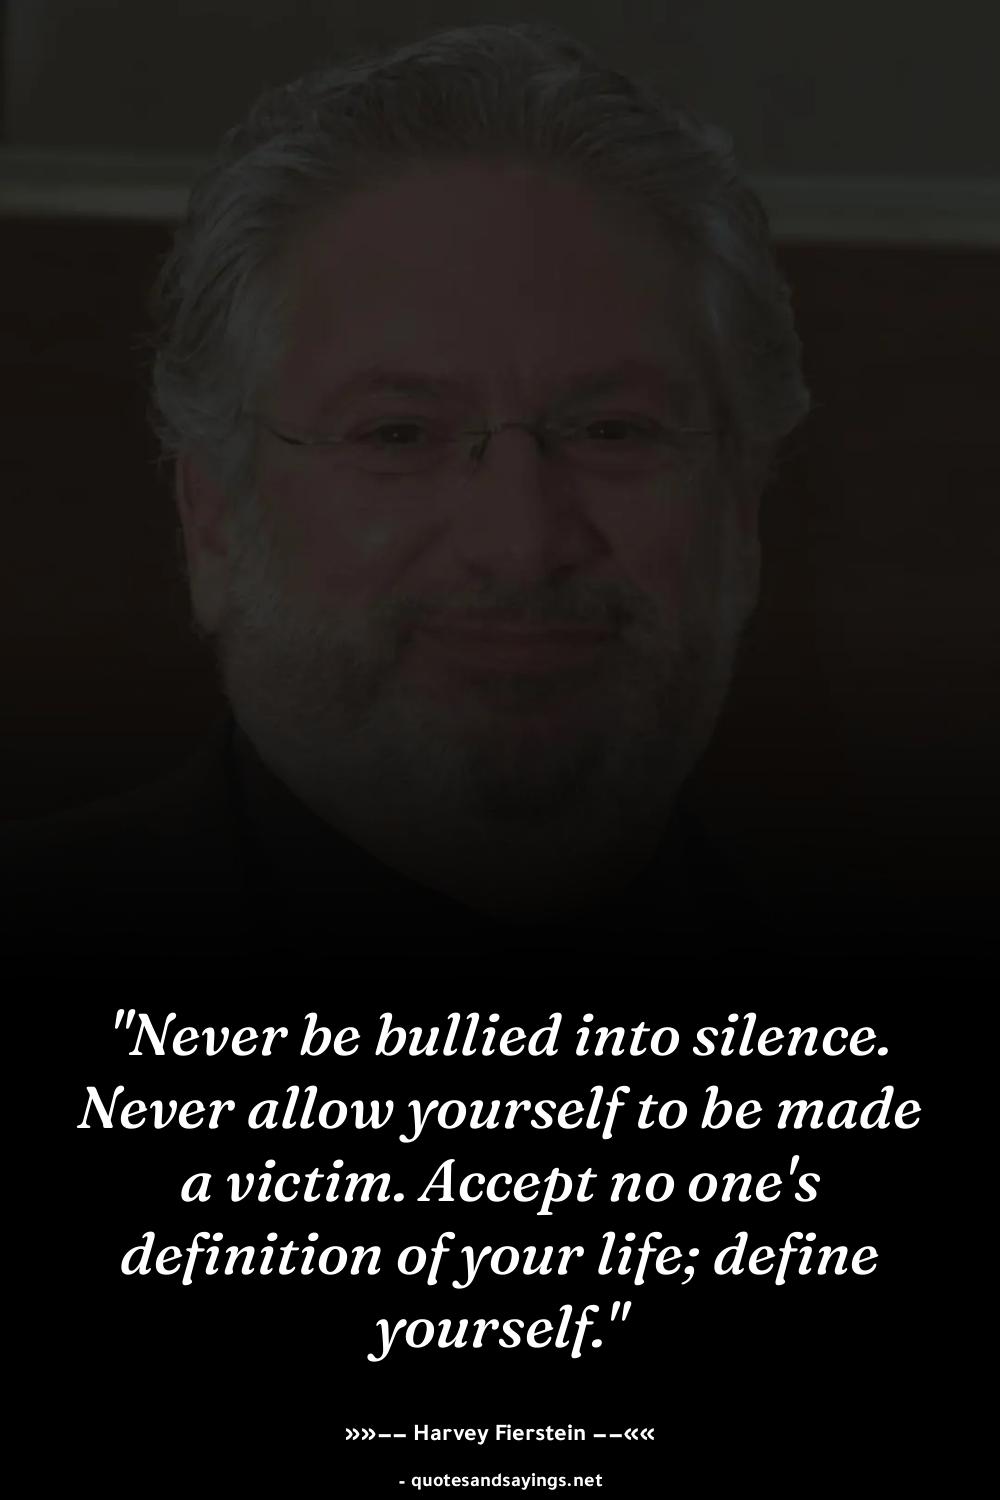 "Never be bullied into silence.
Never allow yourself to be made
a victim. Accept no one's
definition of your life; define
yourself."
»»-- Harvey Fierstein --««
- quotesandsayings.net